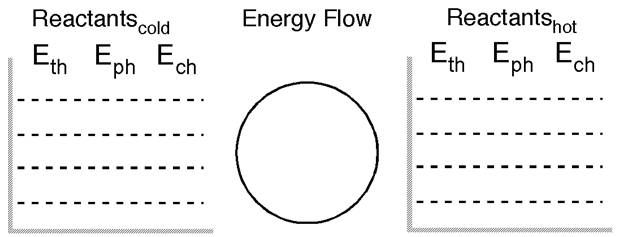 Reactants_cold Energy Flow Reactants_hot
E_th E_ph E_ch E_th E_ph E_ch